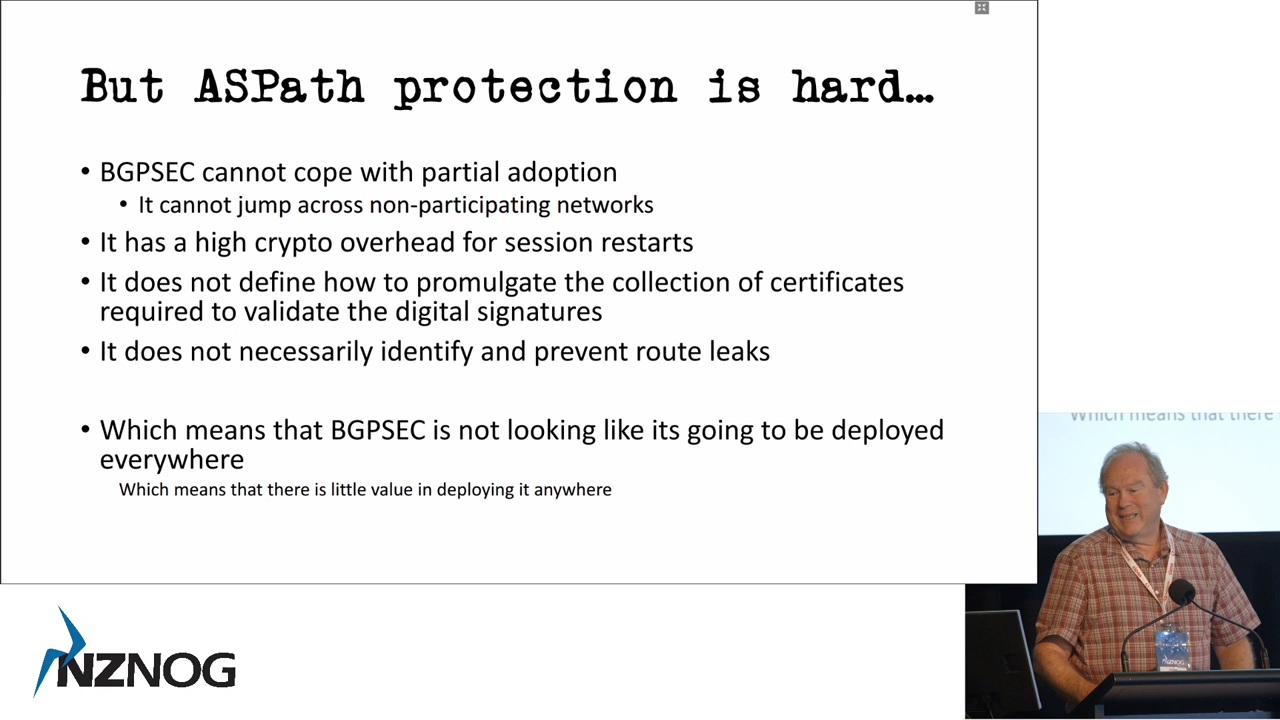 But ASPath protection is hard…
• BGPSEC cannot cope with partial adoption
• It cannot jump across non-participating networks
• It has a high crypto overhead for session restarts
• It does not define how to promulgate the collection of certificates
required to validate the digital signatures
• It does not necessarily identify and prevent route leaks
• Which means that BGPSEC is not looking like its going to be deployed
everywhere
Which means that there is little value in deploying it anywhere
Which means that there
NZNOG